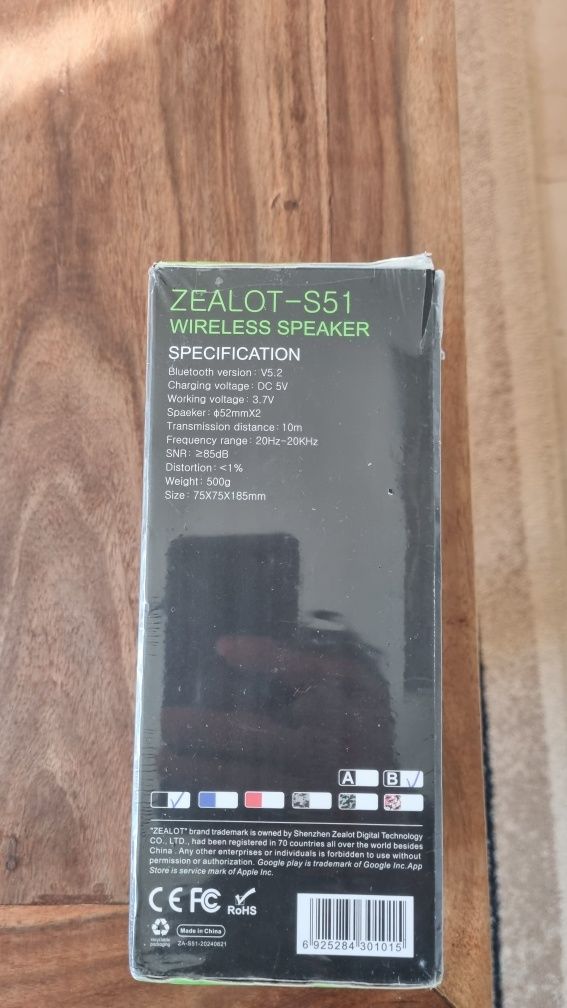 ZEALOT-S51
WIRELESS SPEAKER
SPECIFICATION
Bluetooth version: V5.2
Charging voltage: DC 5V
Working voltage: 3.7V
Spaeker: φ52mmX2
Transmission distance: 10m
Frequency range: 20Hz-20KHz
SNR: ≥85dB
Distortion: <1%
Weight: 500g
Size: 75X75X185mm
A B
"ZEALOT" brand trademark is owned by Shenzhen Zealot Digital Technology
CO., LTD., had been registered in 70 countries all over the world besides
China. Any other enterprises or individuals is forbidden to use without
permission or authorization. Google play is trademark of Google Inc.App
Store is service mark of Apple Inc.
CE FC RoHS
recyclable
packaging
Made in China
ZA-S51-20240621
6 925284 301015